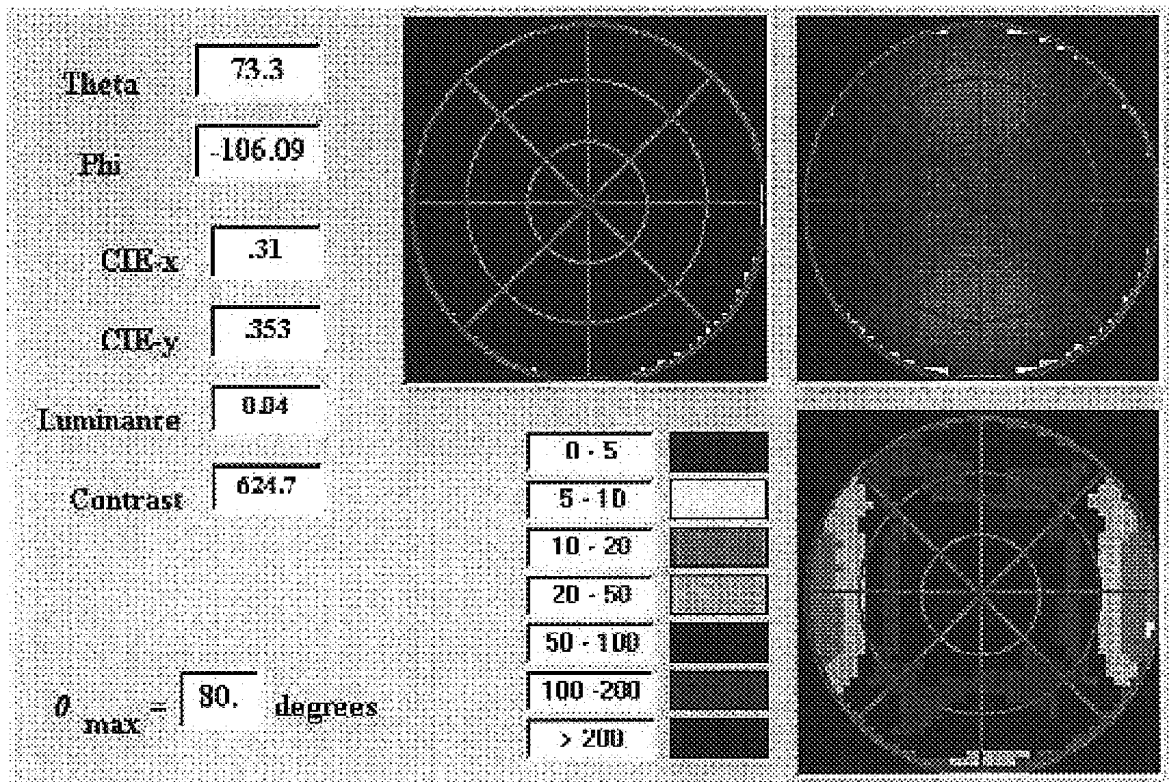 Theta 73.3
Phi -106.09
CIE-x .31
CIE-y .353
Luminance 0.04
Contrast 624.7
θ max = 80. degrees
0 - 5
5 - 10
10 - 20
20 - 50
50 - 100
100 -200
> 200